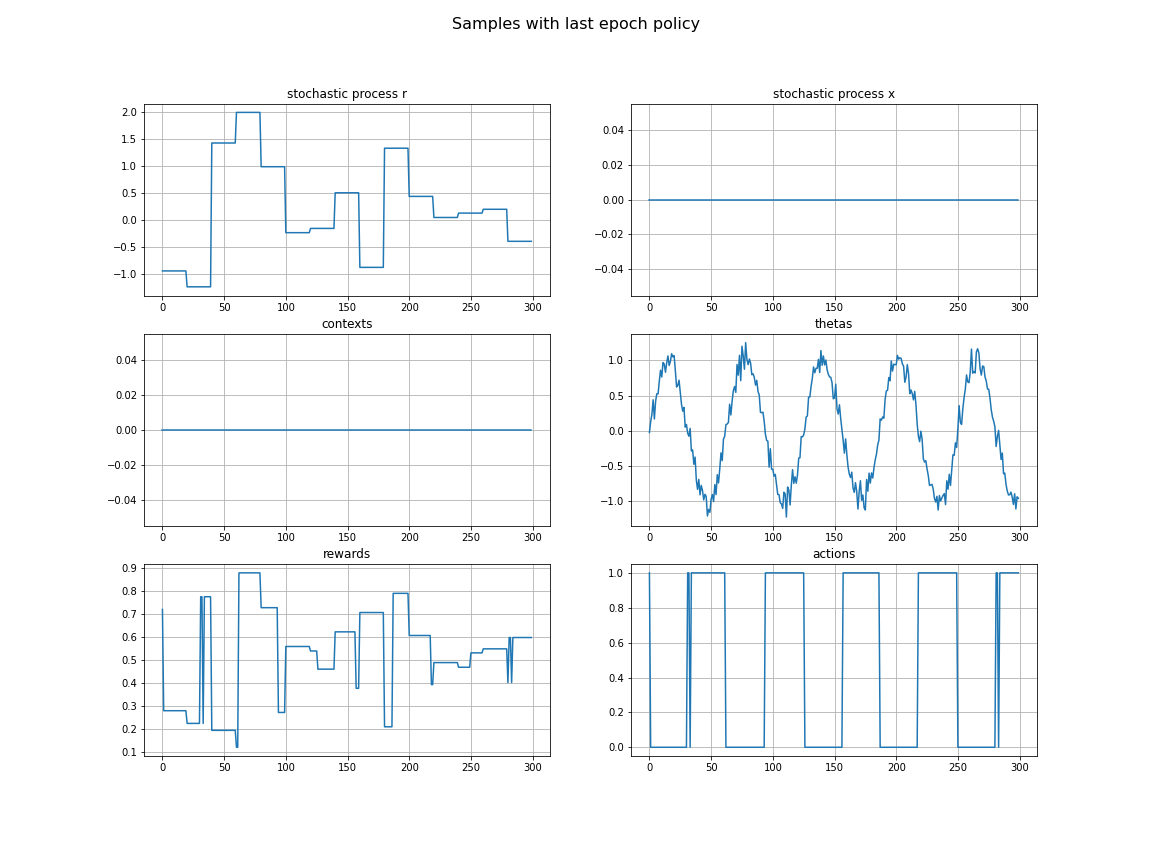 Samples with last epoch policy
stochastic process r
2.0
1.5
1.0
0.5
0.0
−0.5
−1.0
0 50 100 150 200 250 300
stochastic process x
0.04
0.02
0.00
−0.02
−0.04
0 50 100 150 200 250 300
contexts
0.04
0.02
0.00
−0.02
−0.04
0 50 100 150 200 250 300
thetas
1.0
0.5
0.0
−0.5
−1.0
0 50 100 150 200 250 300
rewards
0.9
0.8
0.7
0.6
0.5
0.4
0.3
0.2
0.1
0 50 100 150 200 250 300
actions
1.0
0.8
0.6
0.4
0.2
0.0
0 50 100 150 200 250 300